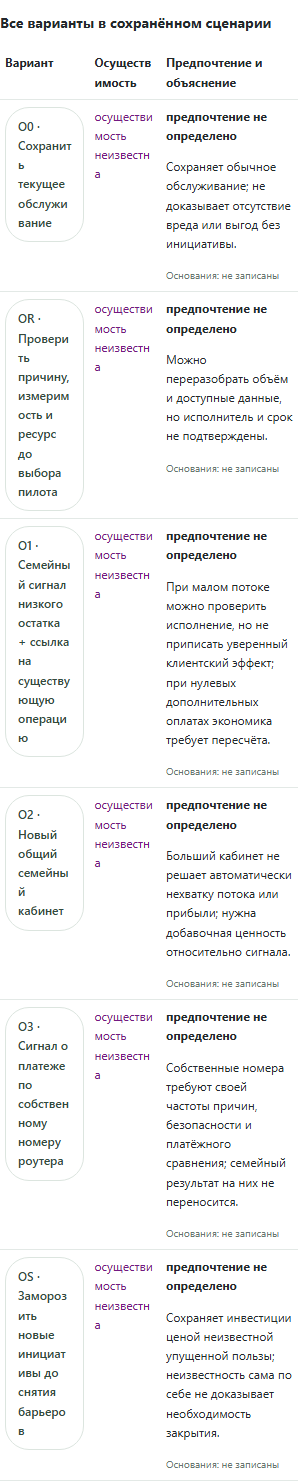 Все варианты в сохранённом сценарии
Вариант
Осуществ
имость
Предпочтение и
объяснение
O0 ·
Сохранит
ь
текущее
обслужи
вание
осуществи
мость
неизвестн
а
предпочтение не
определено
Сохраняет обычное
обслуживание; не
доказывает отсутствие
вреда или выгод без
инициативы.
Основания: не записаны
OR ·
Провери
ть
причину,
измерим
ость и
ресурс
до
выбора
пилота
осуществи
мость
неизвестн
а
предпочтение не
определено
Можно
переразобрать объём
и доступные данные,
но исполнитель и срок
не подтверждены.
Основания: не записаны
O1 ·
Семейны
й сигнал
низкого
остатка
+ ссылка
на
существу
ющую
операци
ю
осуществи
мость
неизвестн
а
предпочтение не
определено
При малом потоке
можно проверить
исполнение, но не
приписать уверенный
клиентский эффект;
при нулевых
дополнительных
оплатах экономика
требует пересчёта.
Основания: не записаны
O2 ·
Новый
общий
семейны
й
кабинет
осуществи
мость
неизвестн
а
предпочтение не
определено
Больший кабинет не
решает автоматически
нехватку потока или
прибыли; нужна
добавочная ценность
относительно сигнала.
Основания: не записаны
O3 ·
Сигнал о
платеже
по
собствен
ному
номеру
роутера
осуществи
мость
неизвестн
а
предпочтение не
определено
Собственные номера
требуют своей
частоты причин,
безопасности и
платёжного
сравнения; семейный
результат на них не
переносится.
Основания: не записаны
OS ·
Замороз
ить
новые
инициат
ивы до
снятия
барьеро
в
осуществи
мость
неизвестн
а
предпочтение не
определено
Сохраняет инвестиции
ценой неизвестной
упущенной пользы;
неизвестность сама по
себе не доказывает
необходимость
закрытия.
Основания: не записаны